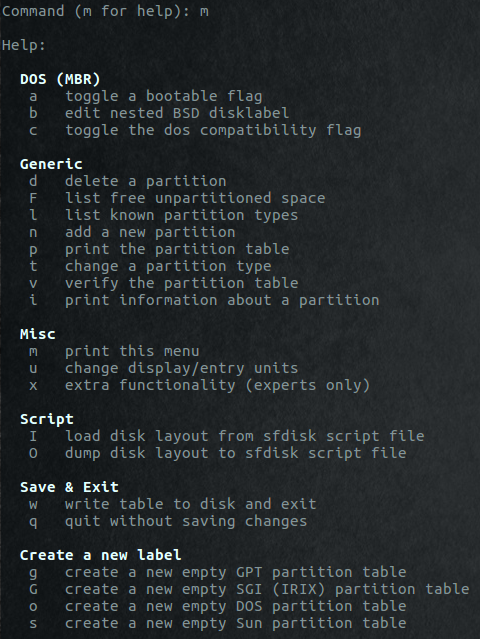 Command (m for help): m
Help:
DOS (MBR)
a toggle a bootable flag
b edit nested BSD disklabel
c toggle the dos compatibility flag
Generic
d delete a partition
F list free unpartitioned space
l list known partition types
n add a new partition
p print the partition table
t change a partition type
v verify the partition table
i print information about a partition
Misc
m print this menu
u change display/entry units
x extra functionality (experts only)
Script
I load disk layout from sfdisk script file
O dump disk layout to sfdisk script file
Save & Exit
w write table to disk and exit
q quit without saving changes
Create a new label
g create a new empty GPT partition table
G create a new empty SGI (IRIX) partition table
o create a new empty DOS partition table
s create a new empty Sun partition table